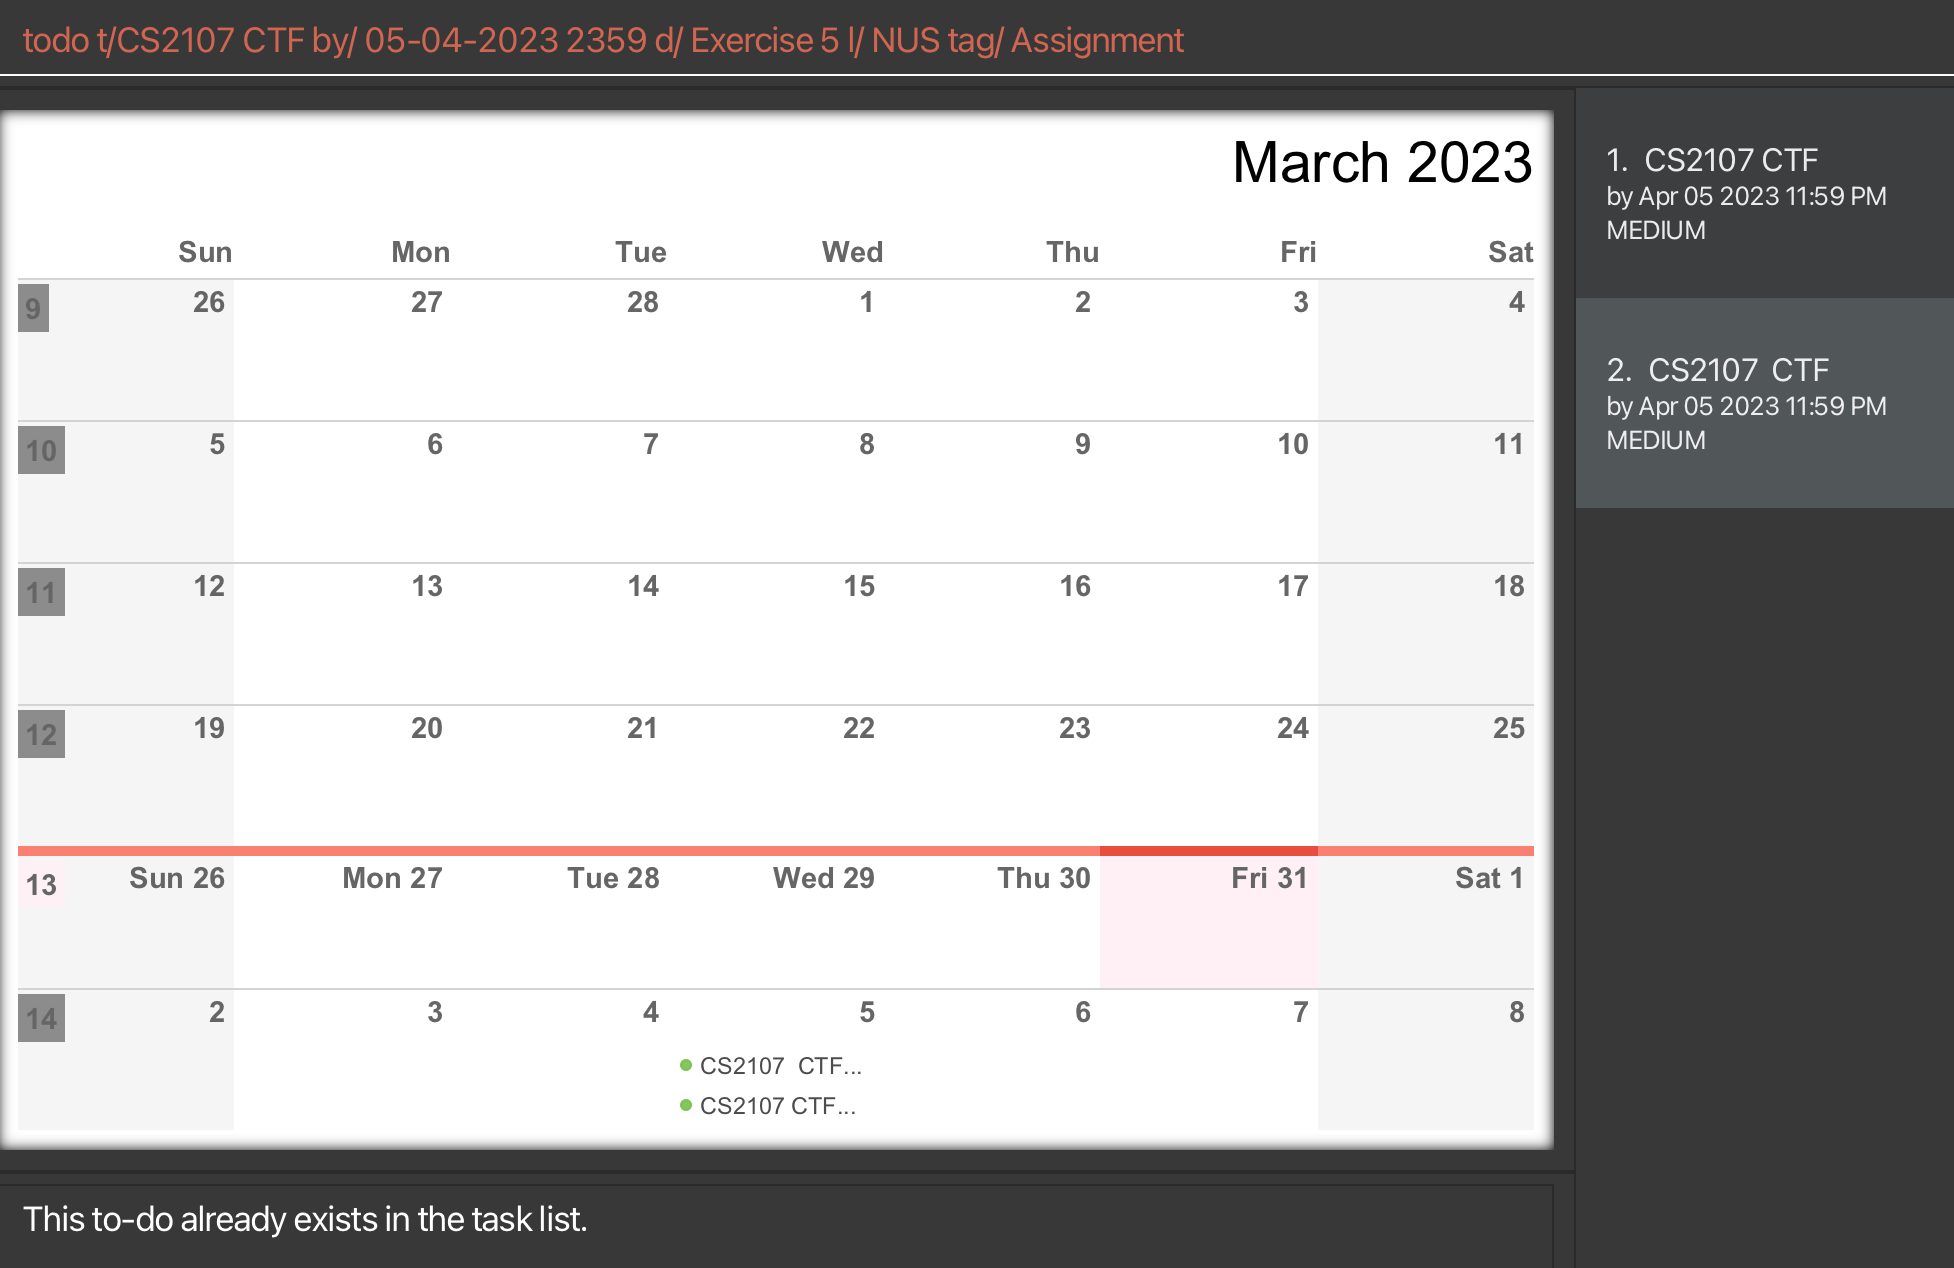 todo t/CS2107 CTF by/ 05-04-2023 2359 d/ Exercise 5 l/ NUS tag/ Assignment
March 2023
Sun Mon Tue Wed Thu Fri Sat
9 26 27 28 1 2 3 4
10 5 6 7 8 9 10 11
11 12 13 14 15 16 17 18
12 19 20 21 22 23 24 25
13 Sun 26 Mon 27 Tue 28 Wed 29 Thu 30 Fri 31 Sat 1
14 2 3 4 5 6 7 8
CS2107  CTF...
CS2107 CTF...
1. CS2107 CTF
by Apr 05 2023 11:59 PM
MEDIUM
2. CS2107  CTF
by Apr 05 2023 11:59 PM
MEDIUM
This to-do already exists in the task list.